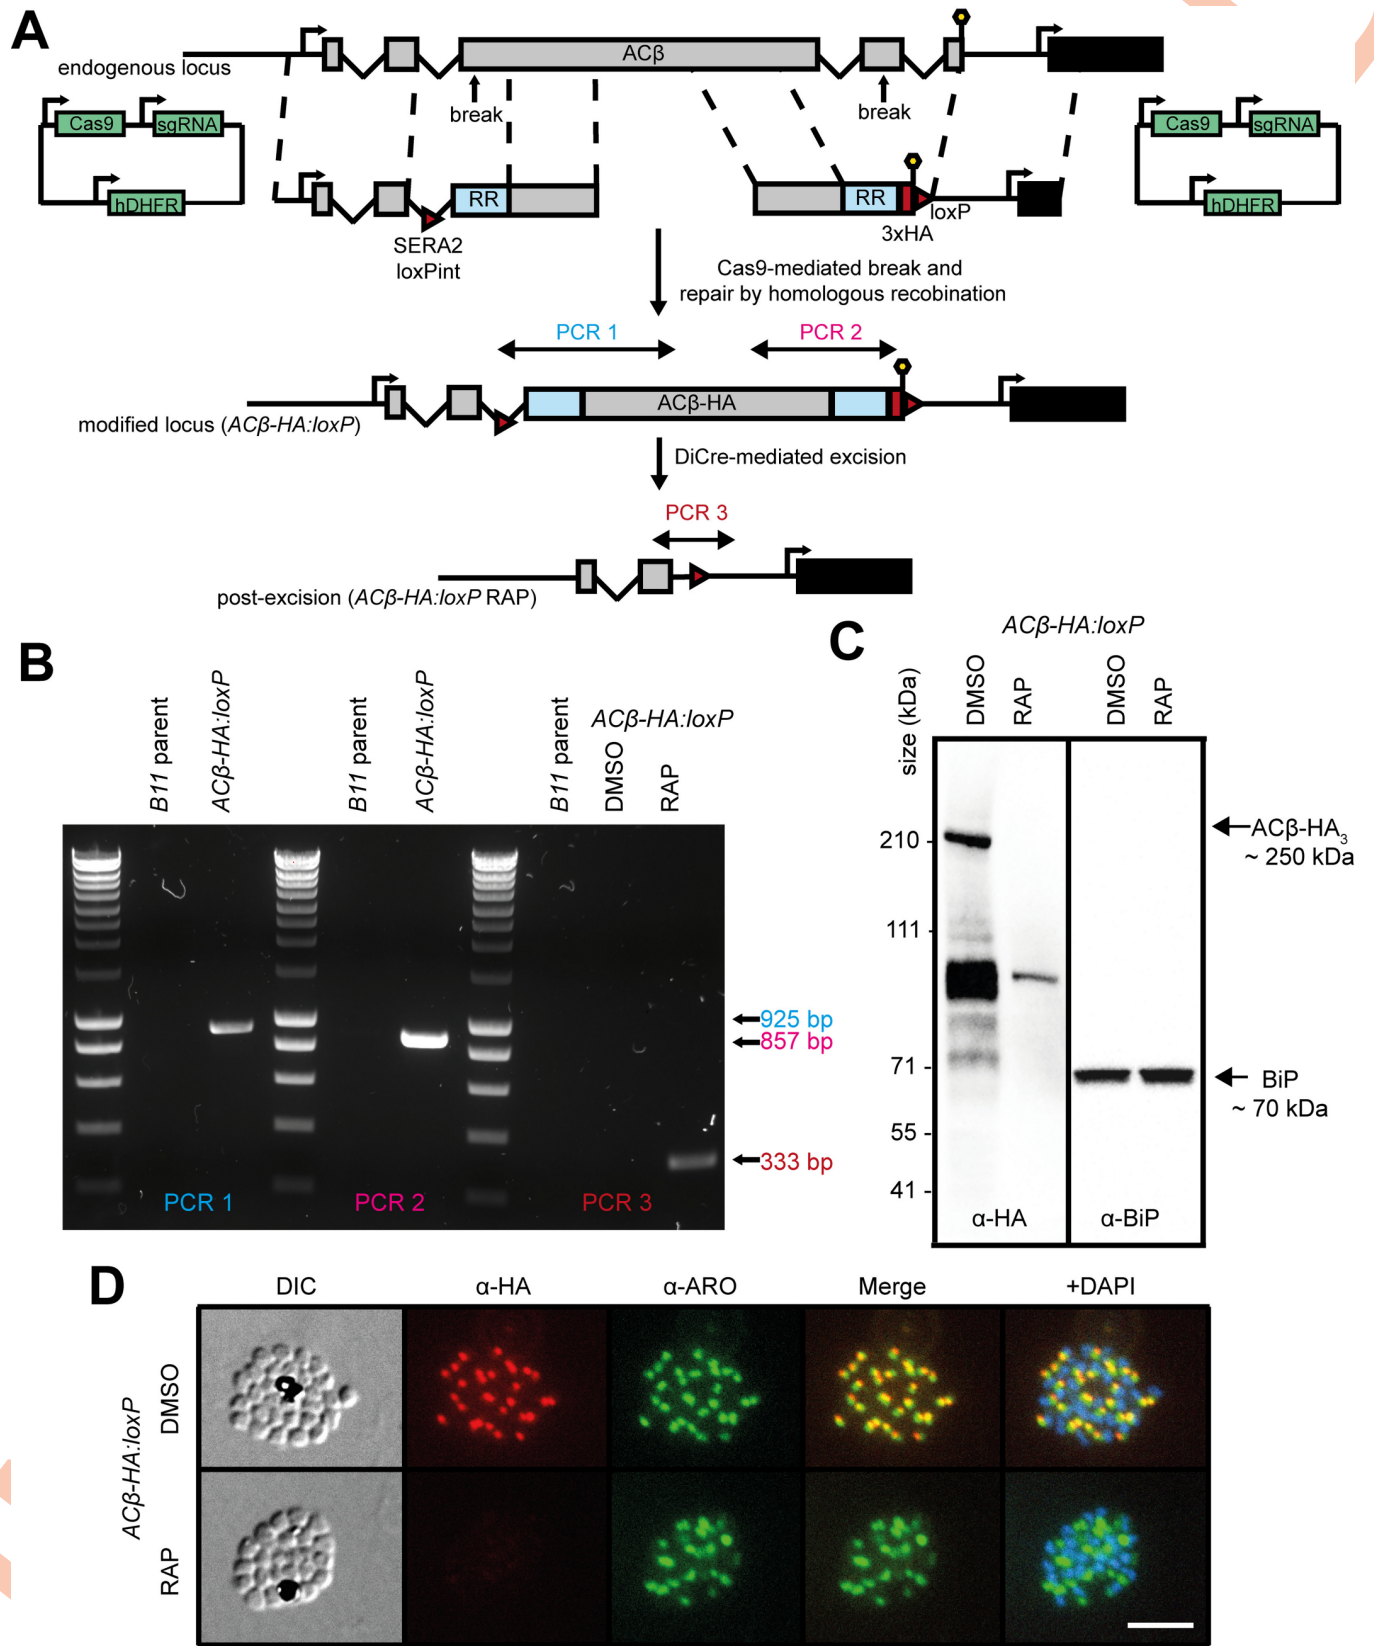 A
endogenous locus
ACβ
break
break
Cas9
sgRNA
hDHFR
Cas9
sgRNA
hDHFR
RR
RR
SERA2
loxPint
loxP
3xHA
Cas9-mediated break and
repair by homologous recobination
PCR 1
PCR 2
ACβ-HA
modified locus (ACβ-HA:loxP)
DiCre-mediated excision
PCR 3
post-excision (ACβ-HA:loxP RAP)
B
B11 parent
ACβ-HA:loxP
B11 parent
ACβ-HA:loxP
B11 parent
ACβ-HA:loxP
DMSO
RAP
925 bp
857 bp
333 bp
PCR 1
PCR 2
PCR 3
C
ACβ-HA:loxP
size (kDa)
DMSO
RAP
DMSO
RAP
210 -
111 -
71 -
55 -
41 -
ACβ-HA3
~ 250 kDa
BiP
~ 70 kDa
α-HA
α-BiP
D
DIC
α-HA
α-ARO
Merge
+DAPI
ACβ-HA:loxP
DMSO
RAP